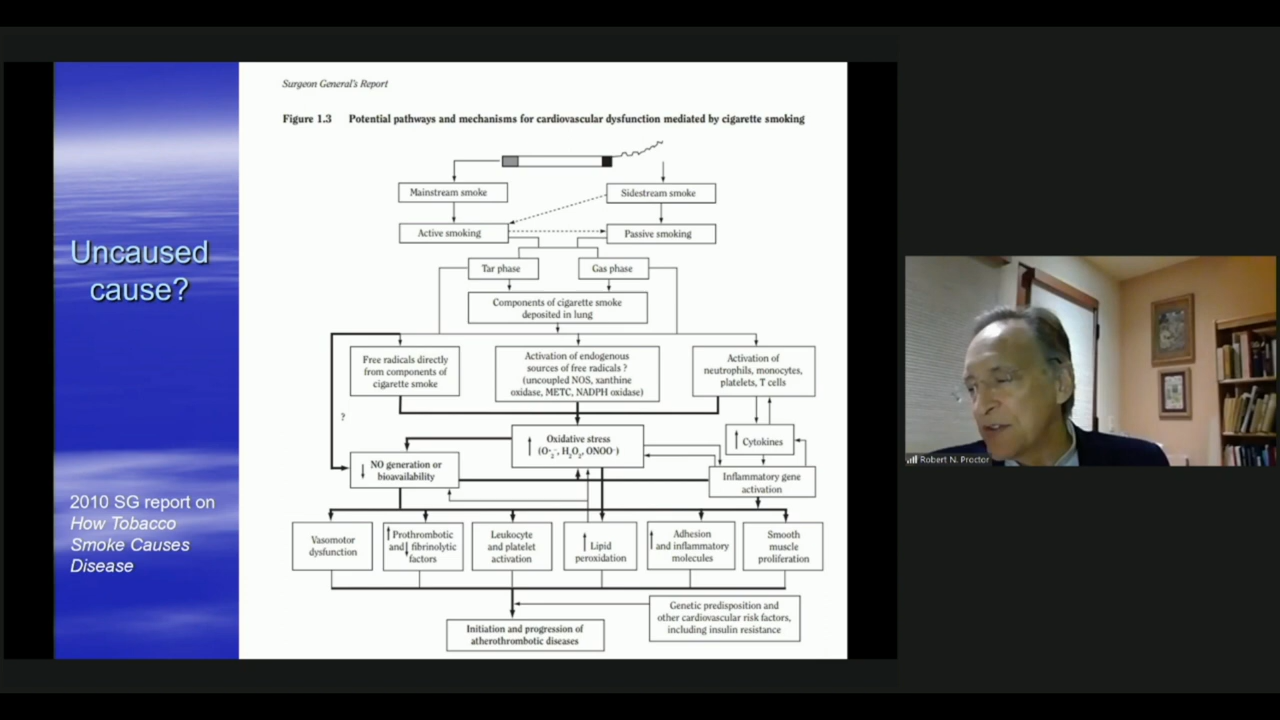 Uncaused
cause?
2010 SG report on
How Tobacco
Smoke Causes
Disease
Surgeon General's Report
Figure 1.3 Potential pathways and mechanisms for cardiovascular dysfunction mediated by cigarette smoking
Mainstream smoke
Sidestream smoke
Active smoking
Passive smoking
Tar phase
Gas phase
Components of cigarette smoke
deposited in lung
Free radicals directly
from components of
cigarette smoke
Activation of endogenous
sources of free radicals ?
(uncoupled NOS, xanthine
oxidase, METC, NADPH oxidase)
Activation of
neutrophils, monocytes,
platelets, T cells
?
Oxidative stress
(O₂˙⁻, H₂O₂, ONOO⁻)
Cytokines
NO generation or
bioavailability
Inflammatory gene
activation
Vasomotor
dysfunction
Prothrombotic
and fibrinolytic
factors
Leukocyte
and platelet
activation
Lipid
peroxidation
Adhesion
and inflammatory
molecules
Smooth
muscle
proliferation
Genetic predisposition and
other cardiovascular risk factors,
including insulin resistance
Initiation and progression of
atherothrombotic diseases
Robert N. Proctor